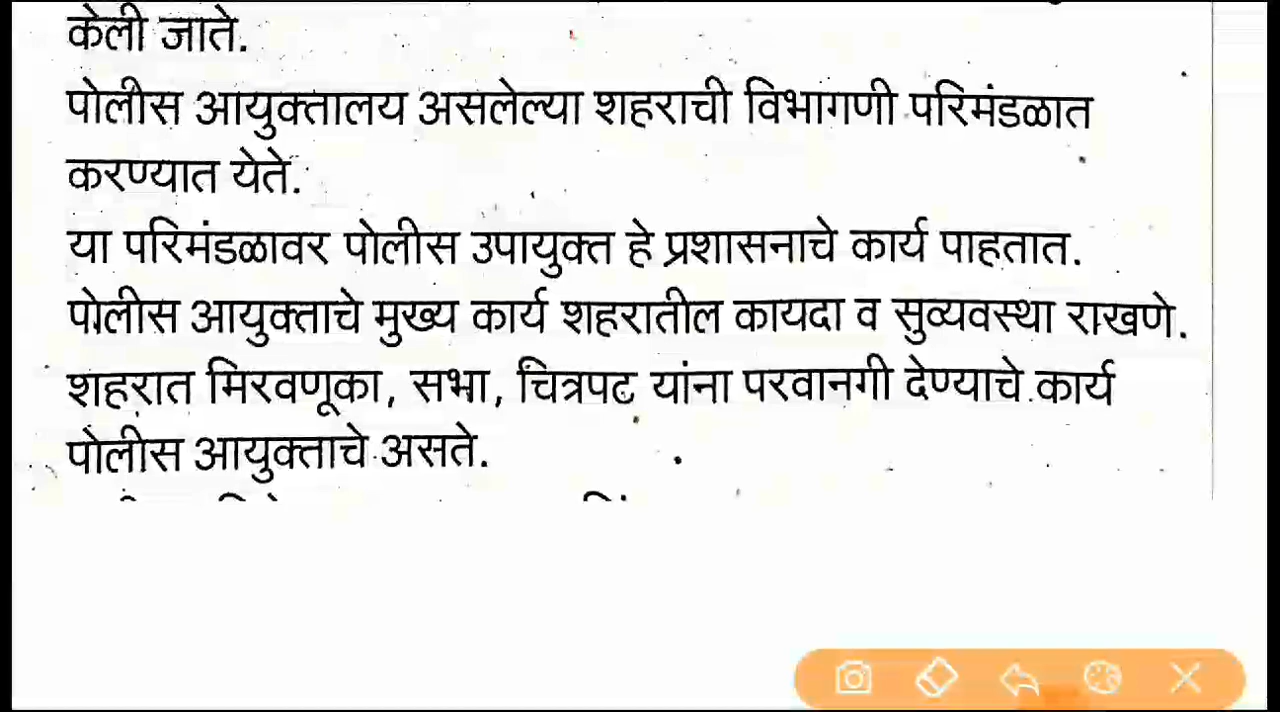 केली जाते.
पोलीस आयुक्तालय असलेल्या शहराची विभागणी परिमंडळात
करण्यात येते.
या परिमंडळावर पोलीस उपायुक्त हे प्रशासनाचे कार्य पाहतात.
पोलीस आयुक्ताचे मुख्य कार्य शहरातील कायदा व सुव्यवस्था राखणे.
शहरात मिरवणूका, सभा, चित्रपट यांना परवानगी देण्याचे कार्य
पोलीस आयुक्ताचे असते.